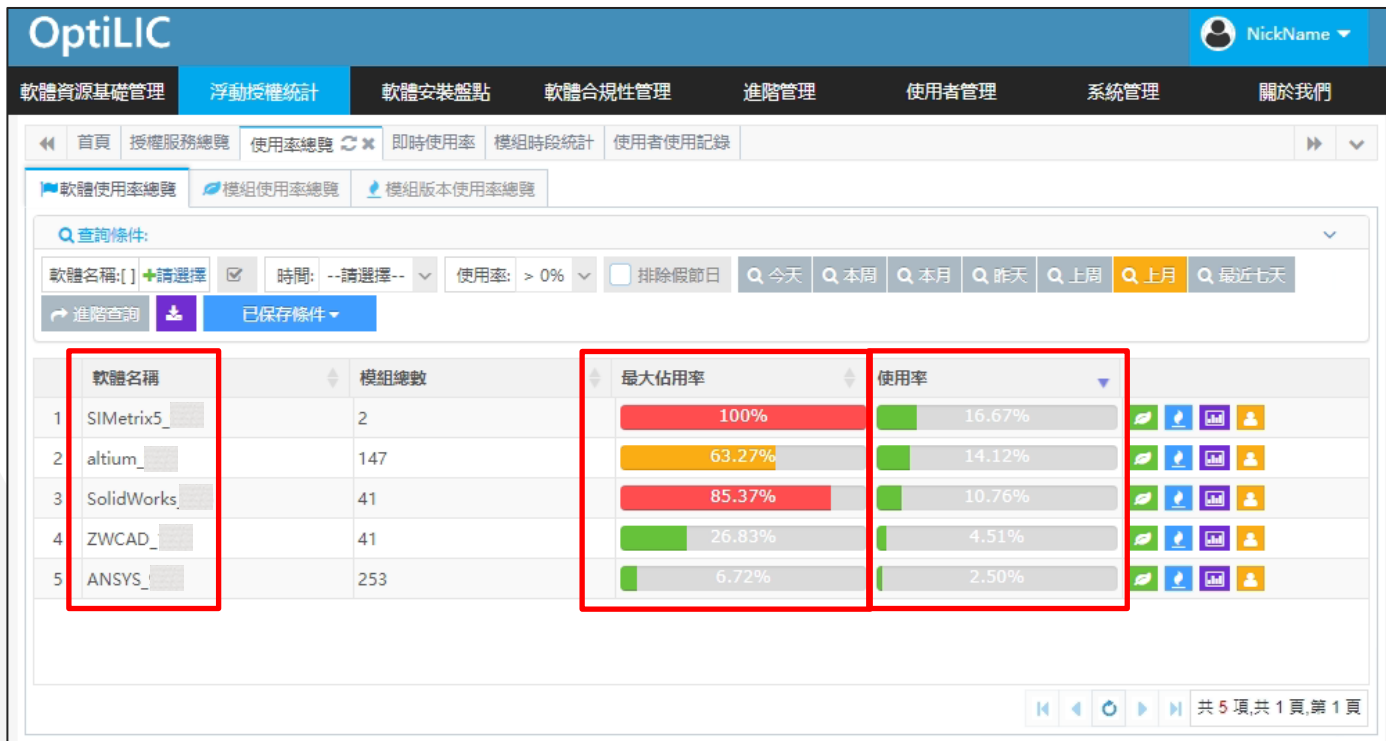 OptiLIC
NickName
軟體資源基礎管理 浮動授權統計 軟體安裝盤點 軟體合規性管理 進階管理 使用者管理 系統管理 關於我們
首頁 授權服務總覽 使用率總覽 即時使用率 模組時段統計 使用者使用記錄
軟體使用率總覽 模組使用率總覽 模組版本使用率總覽
查詢條件:
軟體名稱:[ ] 請選擇 時間: --請選擇-- 使用率: > 0% 排除假節日 今天 本周 本月 昨天 上周 上月 最近七天
進階查詢 已保存條件
軟體名稱 模組總數 最大佔用率 使用率
1 SIMetrix5_ 2 100% 16.67%
2 altium_ 147 63.27% 14.12%
3 SolidWorks_ 41 85.37% 10.76%
4 ZWCAD_ 41 26.83% 4.51%
5 ANSYS_ 253 6.72% 2.50%
共 5 項,共 1 頁,第 1 頁